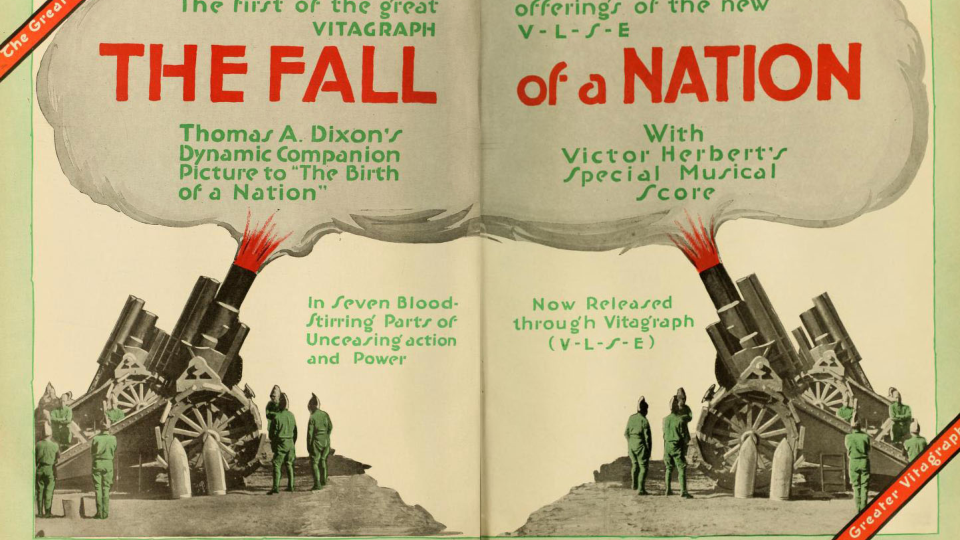 The Great
The first of the great
VITAGRAPH
offerings of the new
V-L-S-E
THE FALL
of a NATION
Thomas A. Dixon's
Dynamic Companion
Picture to "The Birth
of a Nation"
With
Victor Herbert's
Special Musical
Score
In Seven Blood-
Stirring Parts of
Unceasing action
and Power
Now Released
through Vitagraph
(V-L-S-E)
Greater Vitagraph